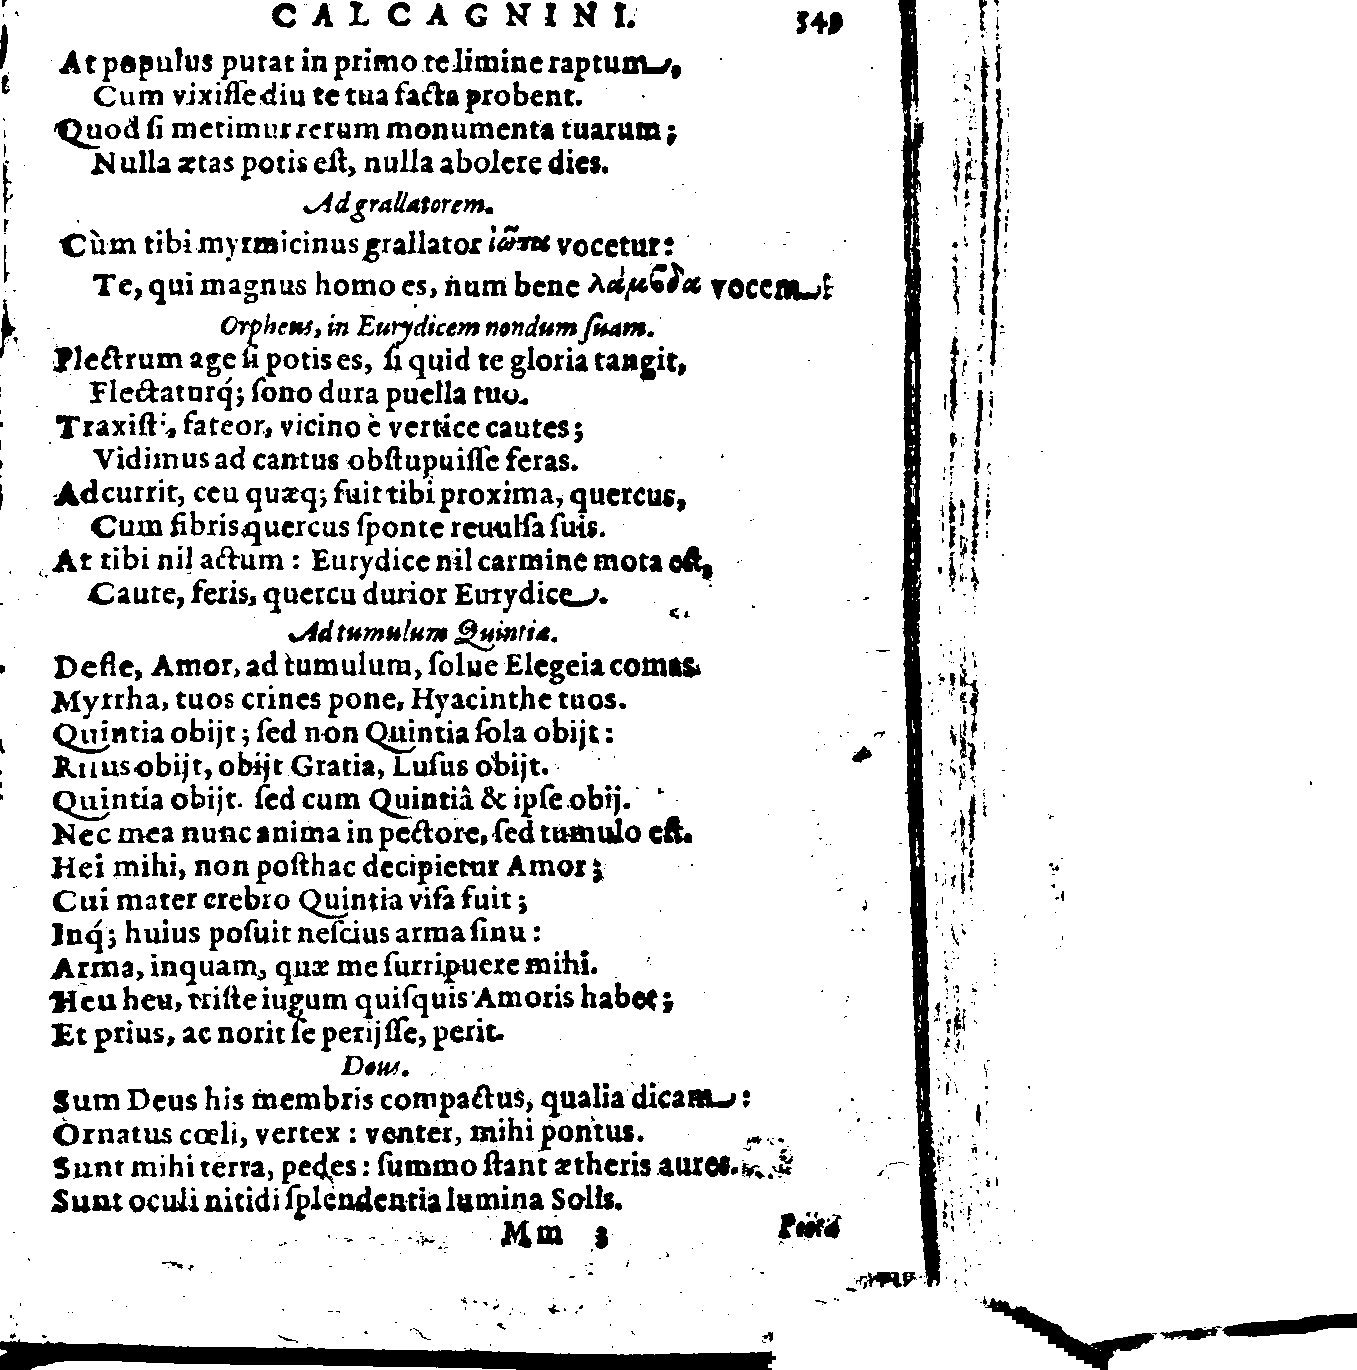 CALCAGNINI. 549
At populus putat in primo te limine raptum,
Cum vixiſſe diu te tua facta probent.
Quod ſi metimur rerum monumenta tuarum;
Nulla ætas potis eſt, nulla abolere dies.
Ad grallatorem.
Cùm tibi myrmicinus grallator ἰῶτα vocetur:
Te, qui magnus homo es, num bene λάμβδα vocem?
Orpheus, in Eurydicem nondum ſuam.
Plectrum age ſi potis es, ſi quid te gloria tangit,
Flectaturq́; ſono dura puella tuo.
Traxiſti, fateor, vicino è vertice cautes;
Vidimus ad cantus obſtupuiſſe feras.
Adcurrit, ceu quæq; fuit tibi proxima, quercus,
Cum fibris quercus ſponte reuulſa ſuis.
At tibi nil actum: Eurydice nil carmine mota eſt,
Caute, feris, quercu durior Eurydice.
Ad tumulum Quintiæ.
Defle, Amor, ad tumulum, ſolue Elegeia comas.
Myrrha, tuos crines pone, Hyacinthe tuos.
Quintia obijt; ſed non Quintia ſola obijt:
Riſus obijt, obijt Gratia, Luſus obijt.
Quintia obijt. ſed cum Quintiâ & ipſe obij.
Nec mea nunc anima in pectore, ſed tumulo eſt.
Hei mihi, non poſthac decipietur Amor;
Cui mater crebro Quintia viſa fuit;
Inq́; huius poſuit neſcius arma ſinu:
Arma, inquam, quæ me ſurripuere mihi.
Heu heu, triſte iugum quiſquis Amoris habet;
Et prius, ac norit ſe perijſſe, perit.
Deus.
Sum Deus his membris compactus, qualia dicam:
Ornatus cœli, vertex: venter, mihi pontus.
Sunt mihi terra, pedes: ſummo ſtant ætheris aures.
Sunt oculi nitidi ſplendentia lumina Solis.
Mm 3